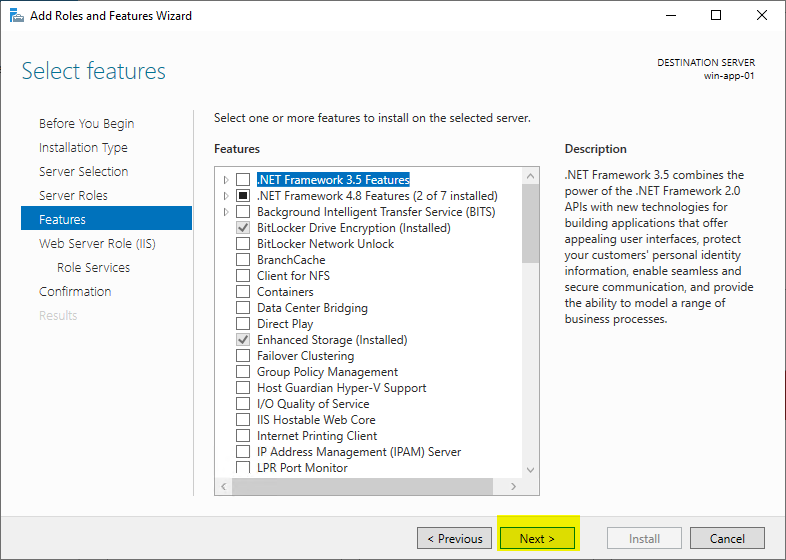 Add Roles and Features Wizard
Select features
DESTINATION SERVER
win-app-01
Before You Begin
Installation Type
Server Selection
Server Roles
Features
Web Server Role (IIS)
Role Services
Confirmation
Results
Select one or more features to install on the selected server.
Features
.NET Framework 3.5 Features
.NET Framework 4.8 Features (2 of 7 installed)
Background Intelligent Transfer Service (BITS)
BitLocker Drive Encryption (Installed)
BitLocker Network Unlock
BranchCache
Client for NFS
Containers
Data Center Bridging
Direct Play
Enhanced Storage (Installed)
Failover Clustering
Group Policy Management
Host Guardian Hyper-V Support
I/O Quality of Service
IIS Hostable Web Core
Internet Printing Client
IP Address Management (IPAM) Server
LPR Port Monitor
Description
.NET Framework 3.5 combines the
power of the .NET Framework 2.0
APIs with new technologies for
building applications that offer
appealing user interfaces, protect
your customers' personal identity
information, enable seamless and
secure communication, and provide
the ability to model a range of
business processes.
< Previous
Next >
Install
Cancel